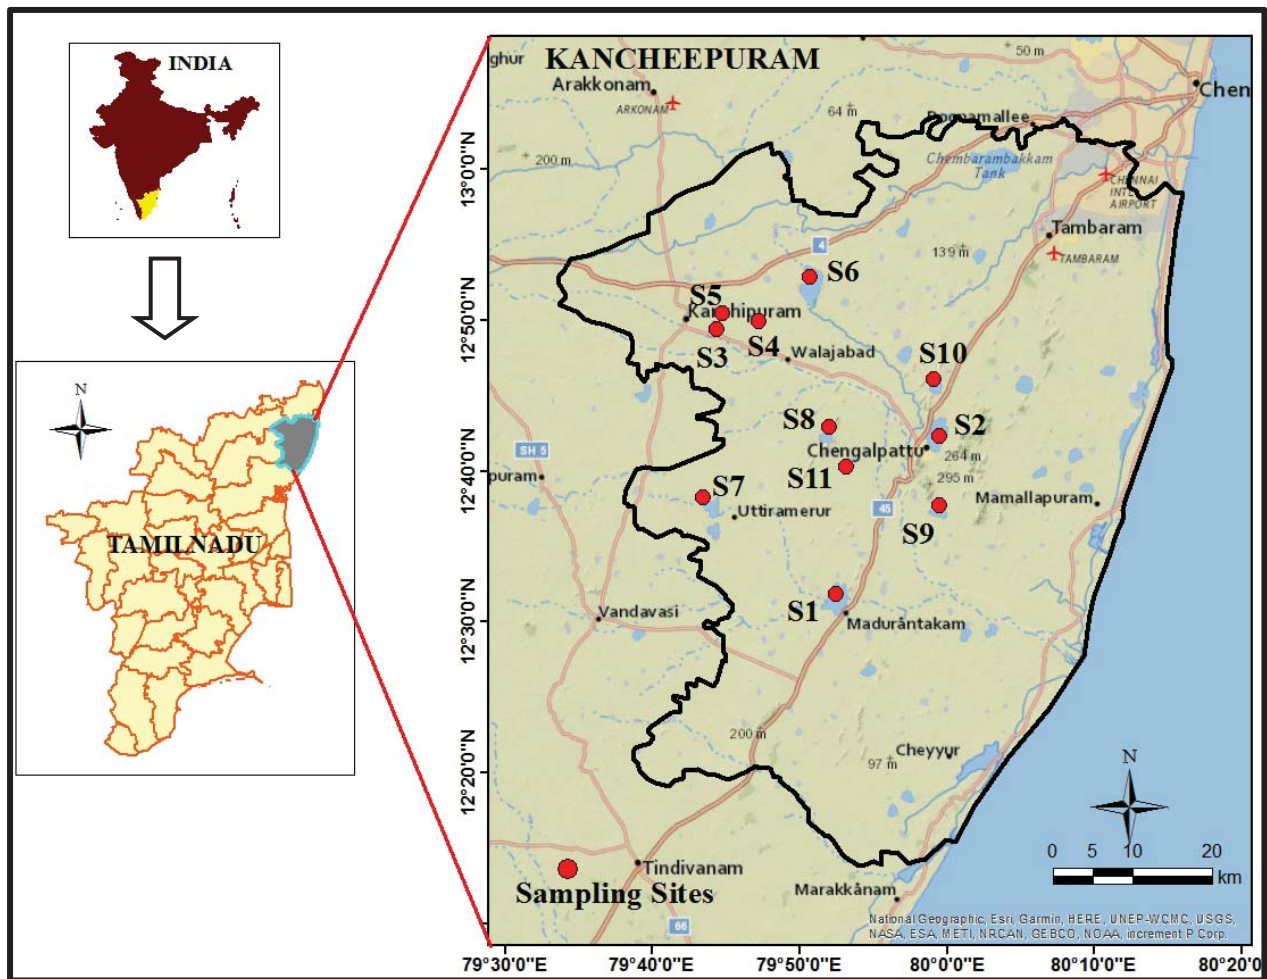 INDIA
N
TAMILNADU
KANCHEEPURAM
ghur
Arakkonam
ARKONAM
50 m
64 m
200 m
Poonamallee
Chen
Chembarambakkam
Tank
CHENNAI
INTE
AIRPORT
Tambaram
TAMBARAM
139 m
4
S6
S5
Kanchipuram
S3
S4
Walajabad
S10
S8
S2
Chengalpattu
264 m
SH 5
puram
S11
295 m
S7
Mamallapuram
Uttiramerur
45
S9
S1
Vandavasi
Madurāntakam
200 m
Cheyyur
97 m
N
0 5 10 20
km
Tindivanam
Sampling Sites
Marakkānam
66
National Geographic, Esri, Garmin, HERE, UNEP-WCMC, USGS,
NASA, ESA, METI, NRCAN, GEBCO, NOAA, increment P Corp.
13°0'0"N
12°50'0"N
12°40'0"N
12°30'0"N
12°20'0"N
79°30'0"E 79°40'0"E 79°50'0"E 80°0'0"E 80°10'0"E 80°20'0"